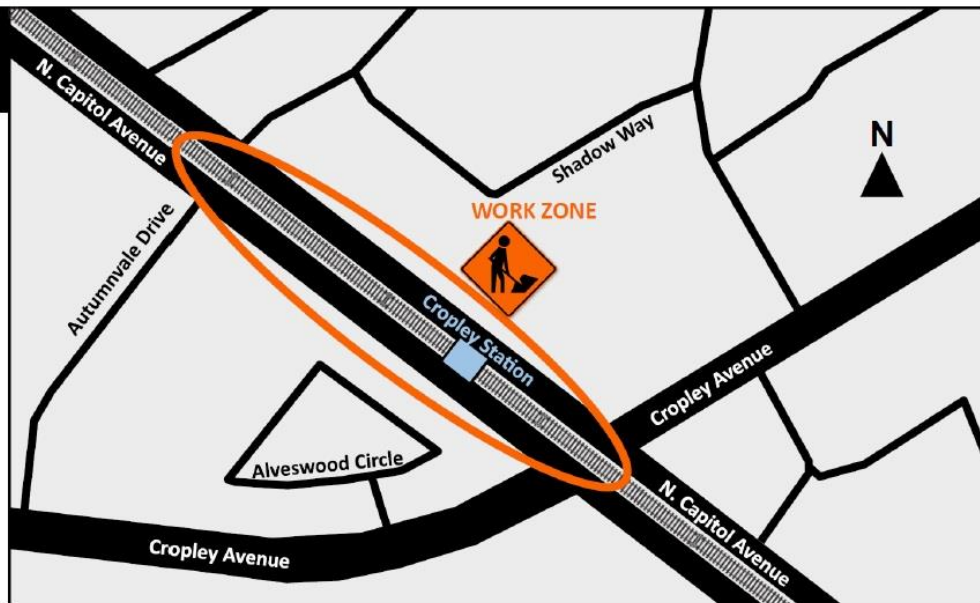 N. Capitol Avenue
N
Shadow Way
WORK ZONE
Autumnvale Drive
Cropley Station
Cropley Avenue
Alveswood Circle
N. Capitol Avenue
Cropley Avenue